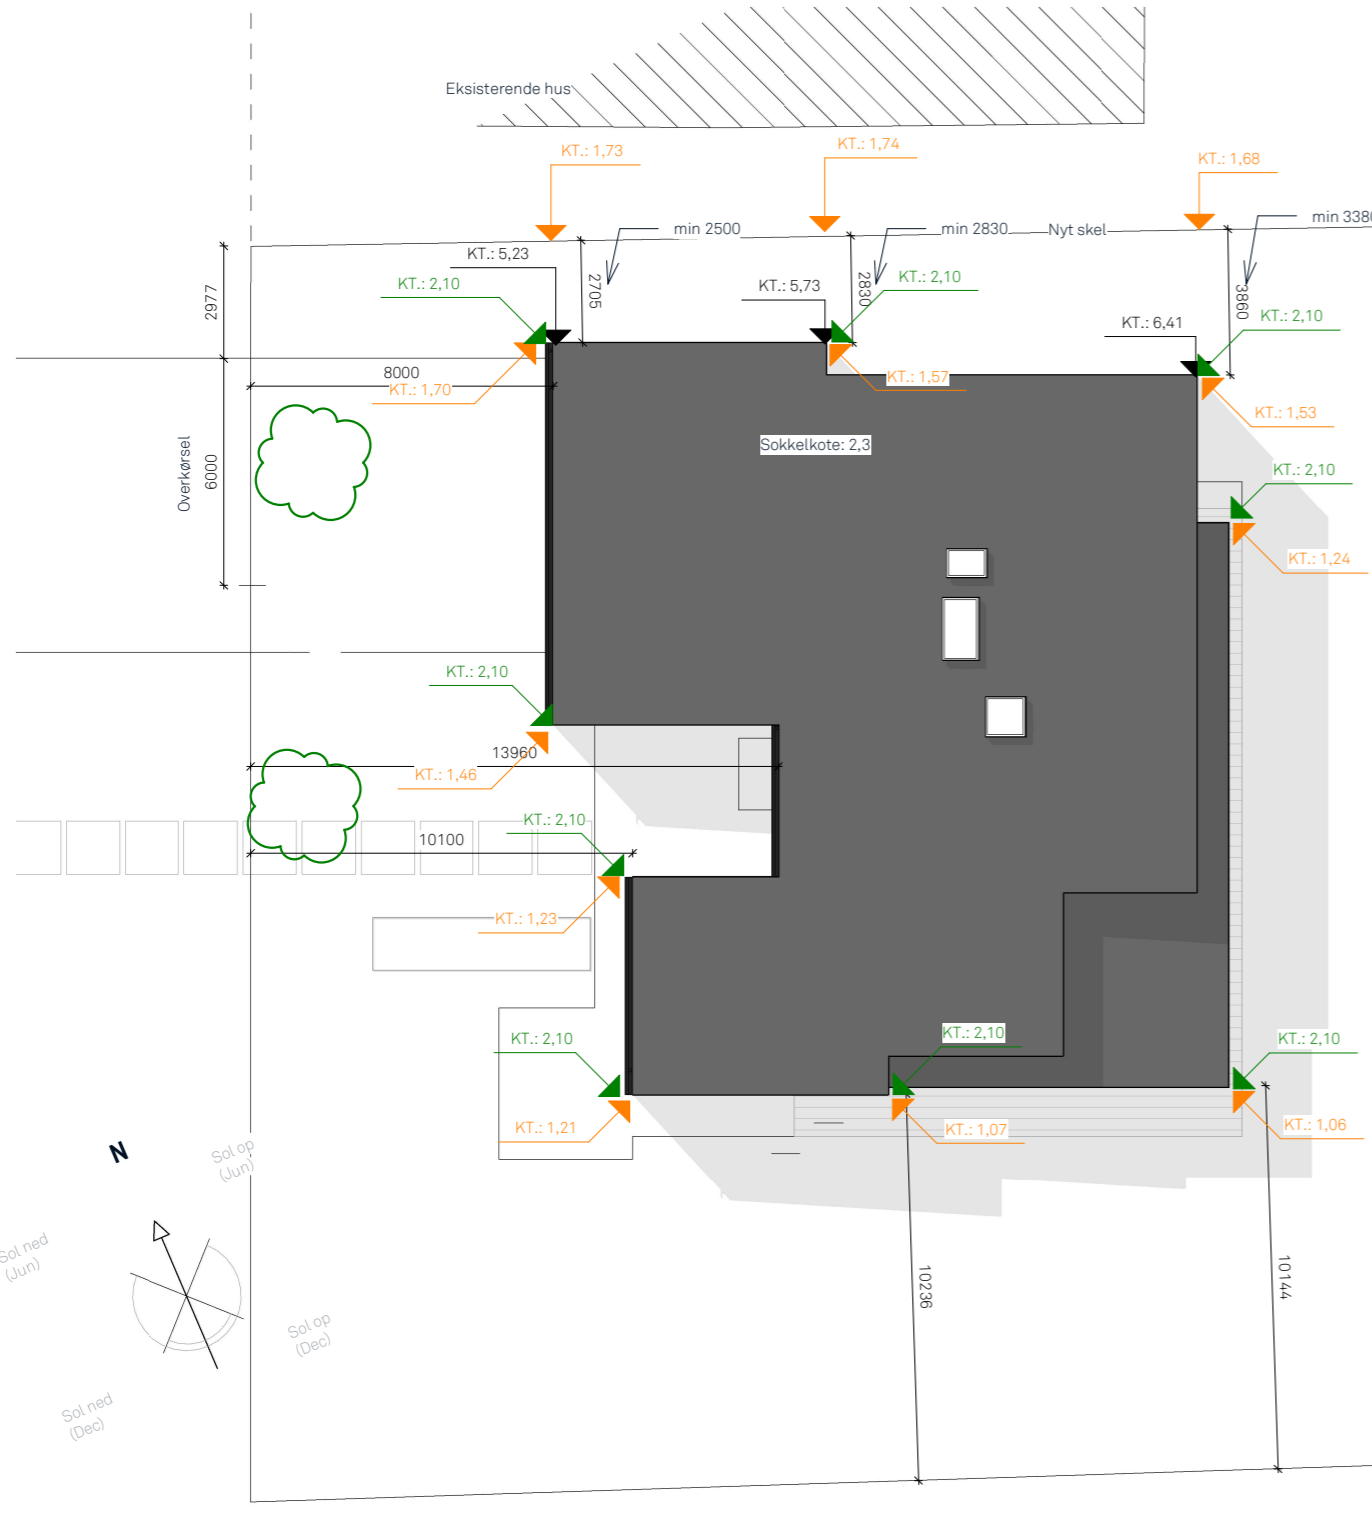 Eksisterende hus
KT.: 1,73
KT.: 1,74
KT.: 1,68
min 2500
min 2830
Nyt skel
min 3380
KT.: 5,23
KT.: 2,10
2705
KT.: 5,73
2830
KT.: 2,10
KT.: 6,41
3860
KT.: 2,10
2977
8000
KT.: 1,70
KT.: 1,57
KT.: 1,53
Sokkelkote: 2,3
Overkørsel
6000
KT.: 2,10
KT.: 1,24
KT.: 2,10
13960
KT.: 1,46
KT.: 2,10
10100
KT.: 1,23
KT.: 2,10
KT.: 2,10
KT.: 2,10
KT.: 1,21
KT.: 1,07
KT.: 1,06
N
Sol op
(Jun)
Sol ned
(Jun)
Sol op
(Dec)
Sol ned
(Dec)
10236
10144